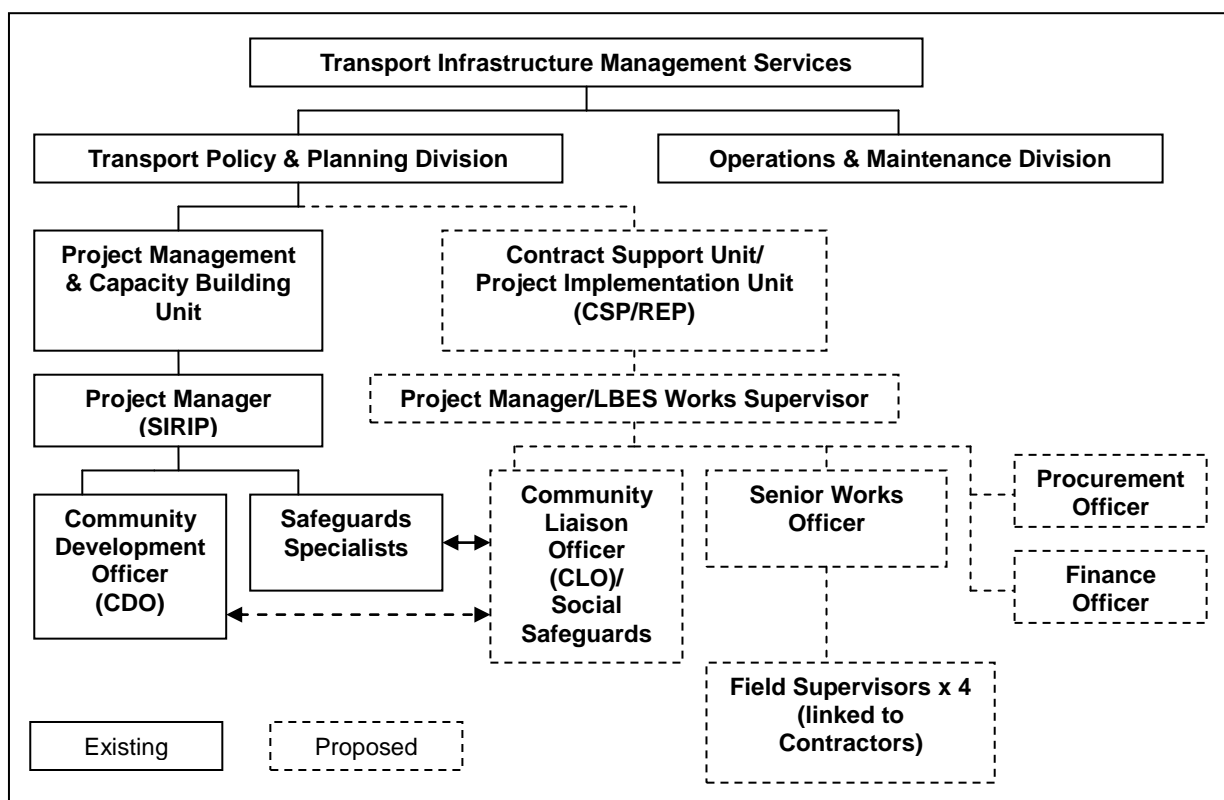 Transport Infrastructure Management Services
Transport Policy & Planning Division
Operations & Maintenance Division
Project Management
& Capacity Building
Unit
Contract Support Unit/
Project Implementation Unit
(CSP/REP)
Project Manager
(SIRIP)
Project Manager/LBES Works Supervisor
Community
Development
Officer
(CDO)
Safeguards
Specialists
Community
Liaison
Officer
(CLO)/
Social
Safeguards
Senior Works
Officer
Procurement
Officer
Finance
Officer
Field Supervisors x 4
(linked to
Contractors)
Existing
Proposed